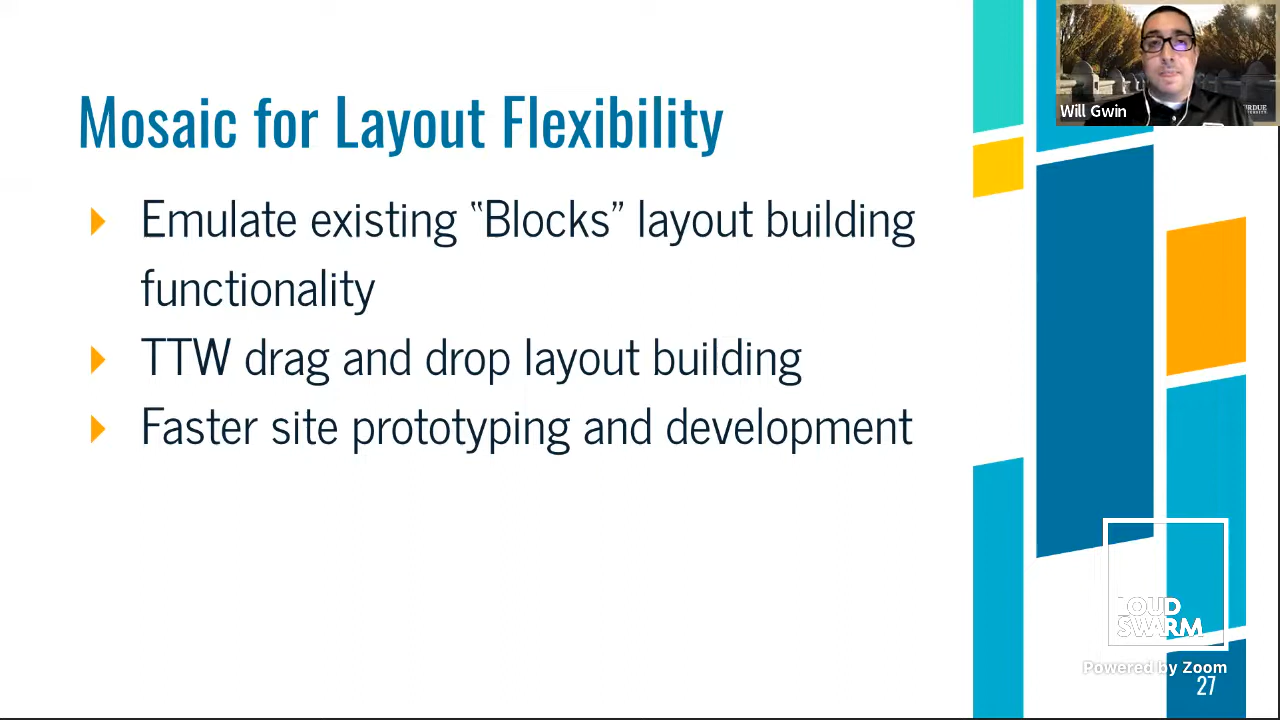 Mosaic for Layout Flexibility
Emulate existing “Blocks” layout building
functionality
TTW drag and drop layout building
Faster site prototyping and development
Will Gwin
LOUD
SWARM
Powered by Zoom
27